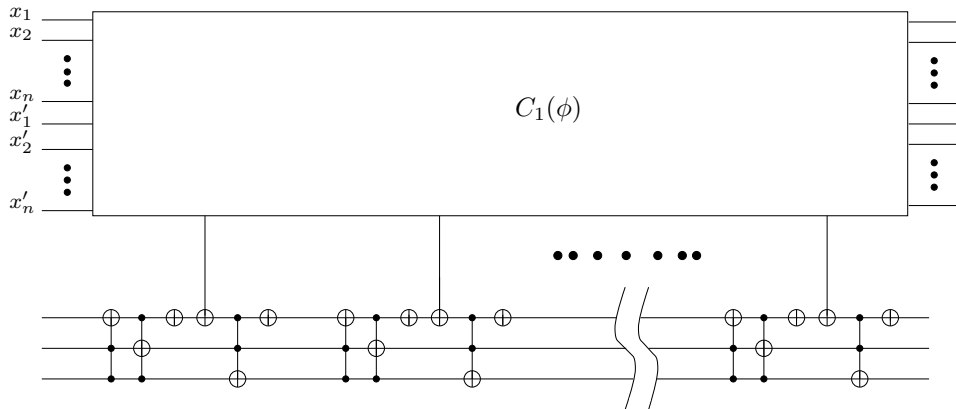 x₁
x₂
xₙ
x′₁
x′₂
x′ₙ
C₁(ϕ)